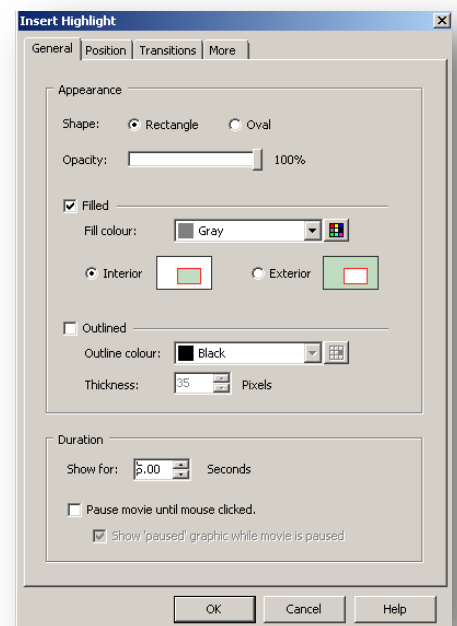 Insert Highlight
General Position Transitions More
Appearance
Shape: Rectangle Oval
Opacity: 100%
Filled
Fill colour: Gray
Interior Exterior
Outlined
Outline colour: Black
Thickness: 35 Pixels
Duration
Show for: 5.00 Seconds
Pause movie until mouse clicked.
Show 'paused' graphic while movie is paused
OK Cancel Help